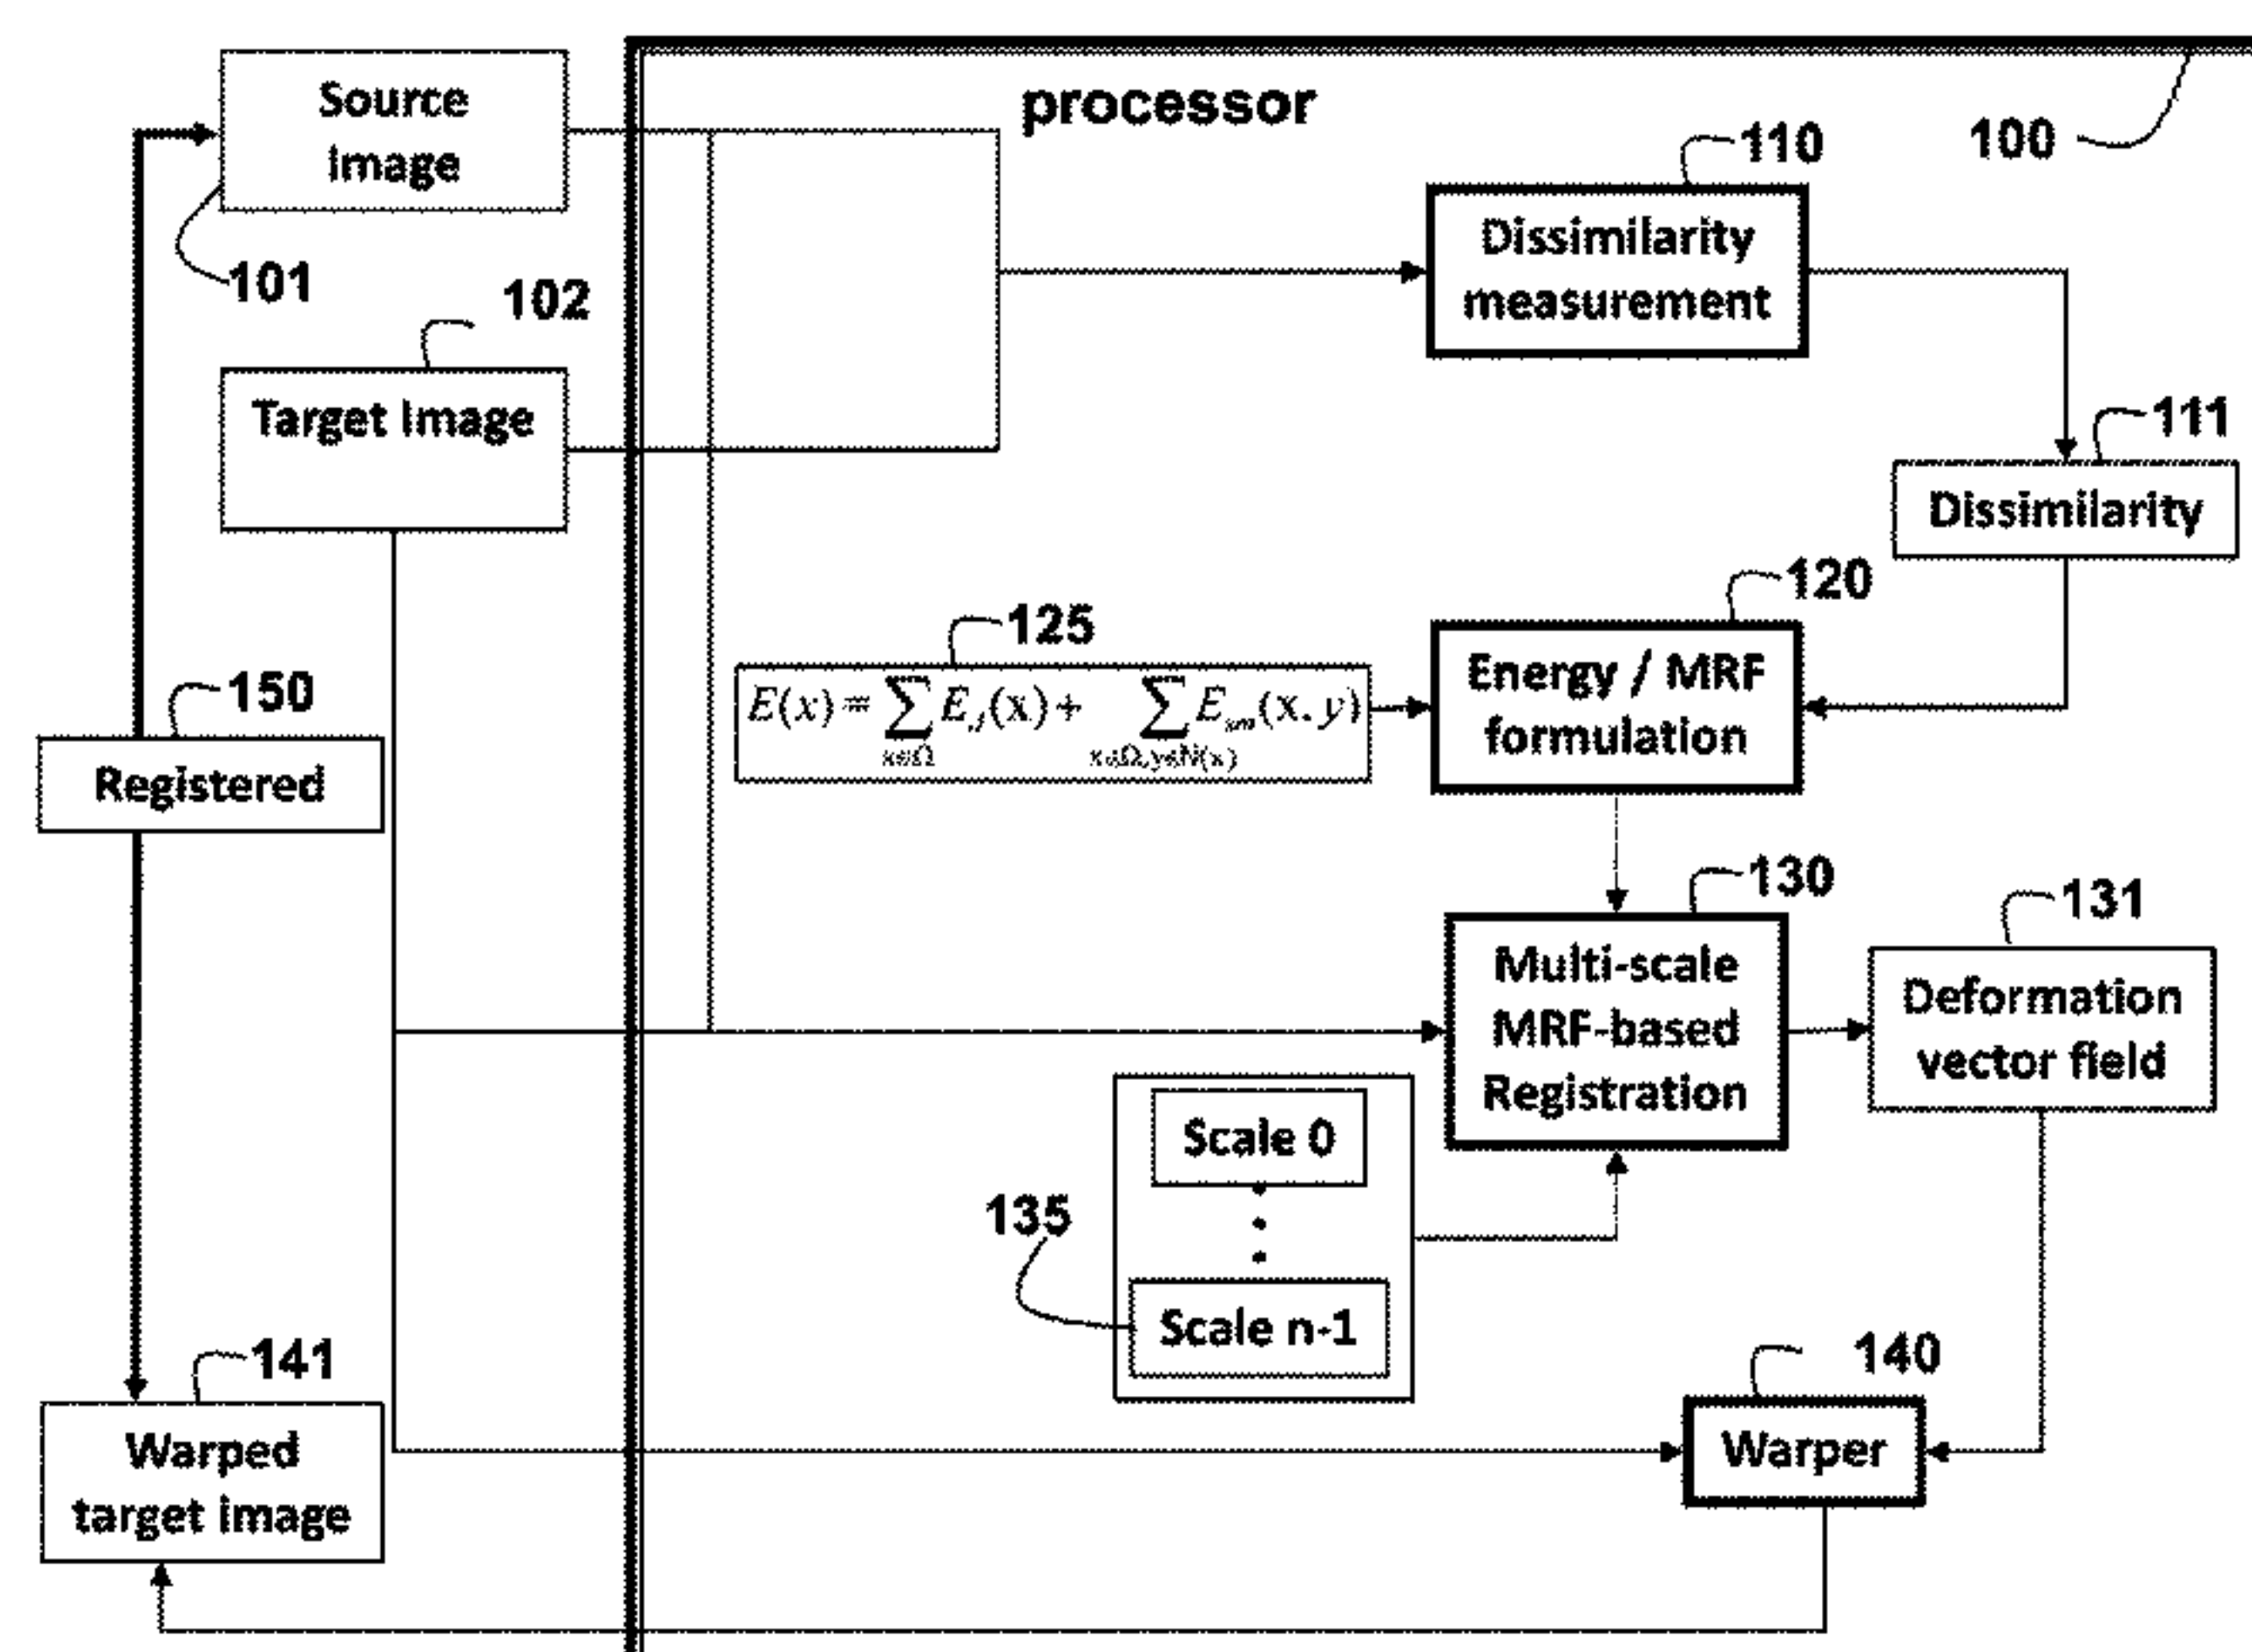 processor
100
Source
Image
101
110
Dissimilarity
measurement
102
Target Image
111
Dissimilarity
120
125
E(x) = ∑ E_d(x) + ∑ E_sm(x, y)
x∈Ω x∈Ω,y∈N(x)
Energy / MRF
formulation
150
Registered
130
Multi-scale
MRF-based
Registration
131
Deformation
vector field
Scale 0
135
Scale n-1
141
Warped
target image
140
Warper